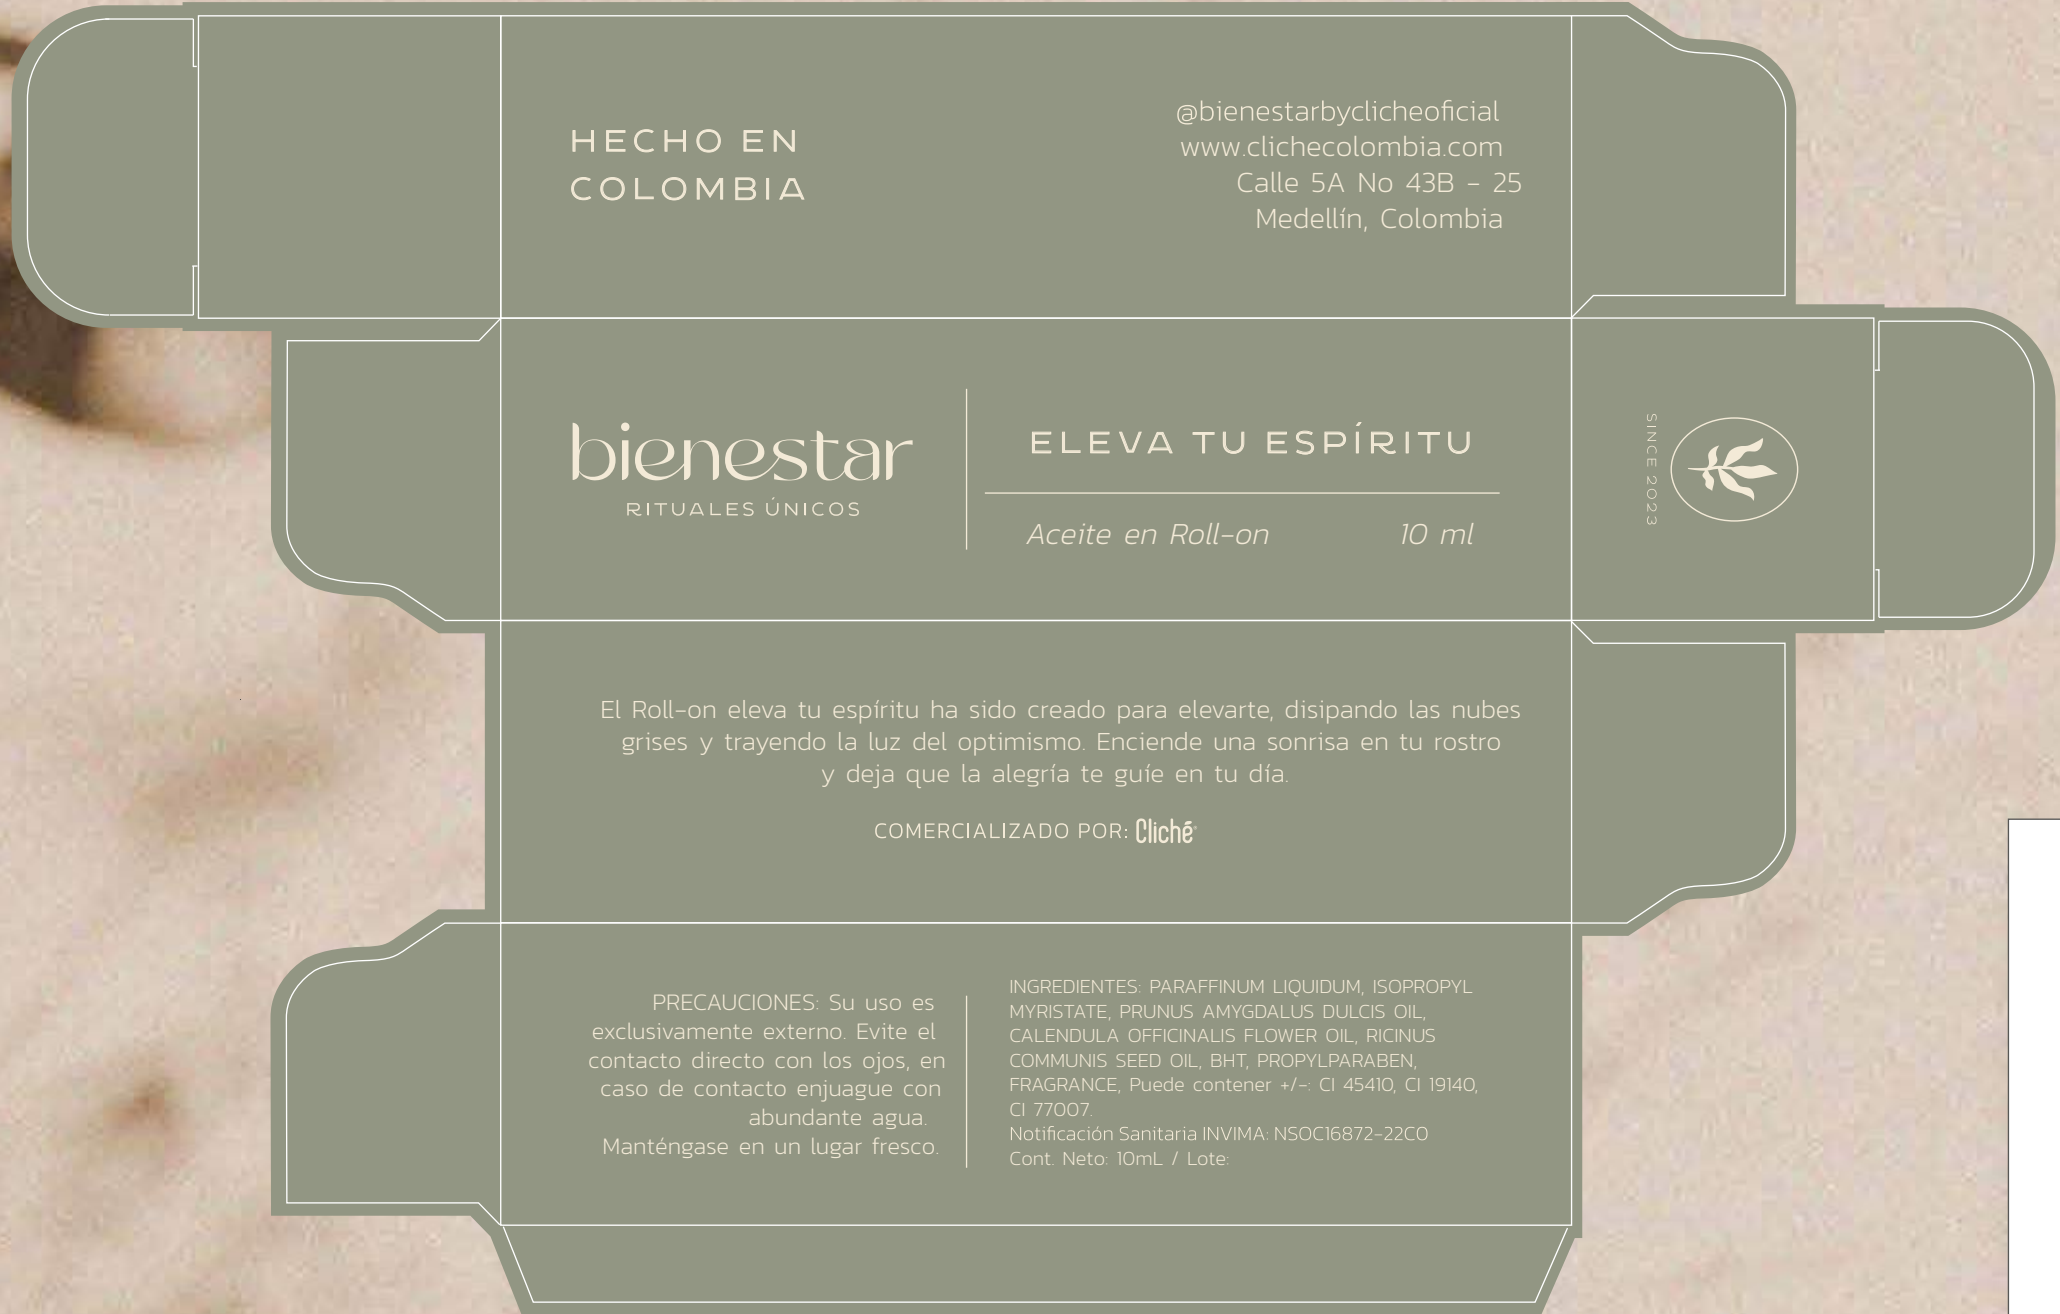 HECHO EN
COLOMBIA
@bienestarbyclicheoficial
www.clichecolombia.com
Calle 5A No 43B - 25
Medellín, Colombia
bienestar
RITUALES ÚNICOS
ELEVA TU ESPÍRITU
Aceite en Roll-on 10 ml
SINCE 2023
El Roll-on eleva tu espíritu ha sido creado para elevarte, disipando las nubes
grises y trayendo la luz del optimismo. Enciende una sonrisa en tu rostro
y deja que la alegría te guíe en tu día.
COMERCIALIZADO POR: Cliché
PRECAUCIONES: Su uso es
exclusivamente externo. Evite el
contacto directo con los ojos, en
caso de contacto enjuague con
abundante agua.
Manténgase en un lugar fresco.
INGREDIENTES: PARAFFINUM LIQUIDUM, ISOPROPYL
MYRISTATE, PRUNUS AMYGDALUS DULCIS OIL,
CALENDULA OFFICINALIS FLOWER OIL, RICINUS
COMMUNIS SEED OIL, BHT, PROPYLPARABEN,
FRAGRANCE, Puede contener +/-: CI 45410, CI 19140,
CI 77007.
Notificación Sanitaria INVIMA: NSOC16872-22CO
Cont. Neto: 10mL / Lote: